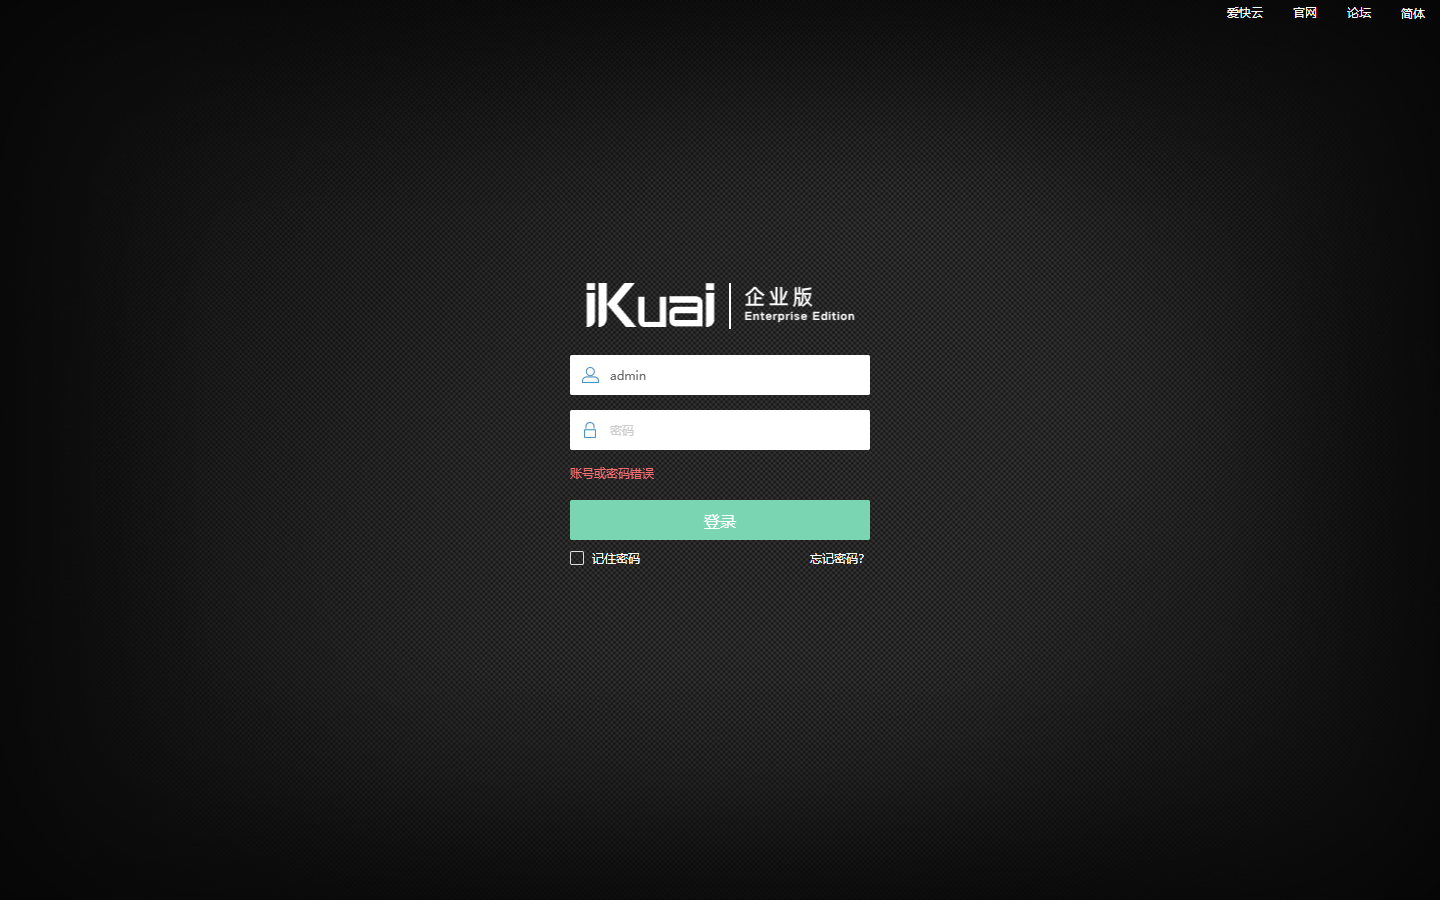 爱快云 官网 论坛 简体
iKuai 企业版
Enterprise Edition
admin
密码
账号或密码错误
登录
记住密码 忘记密码?